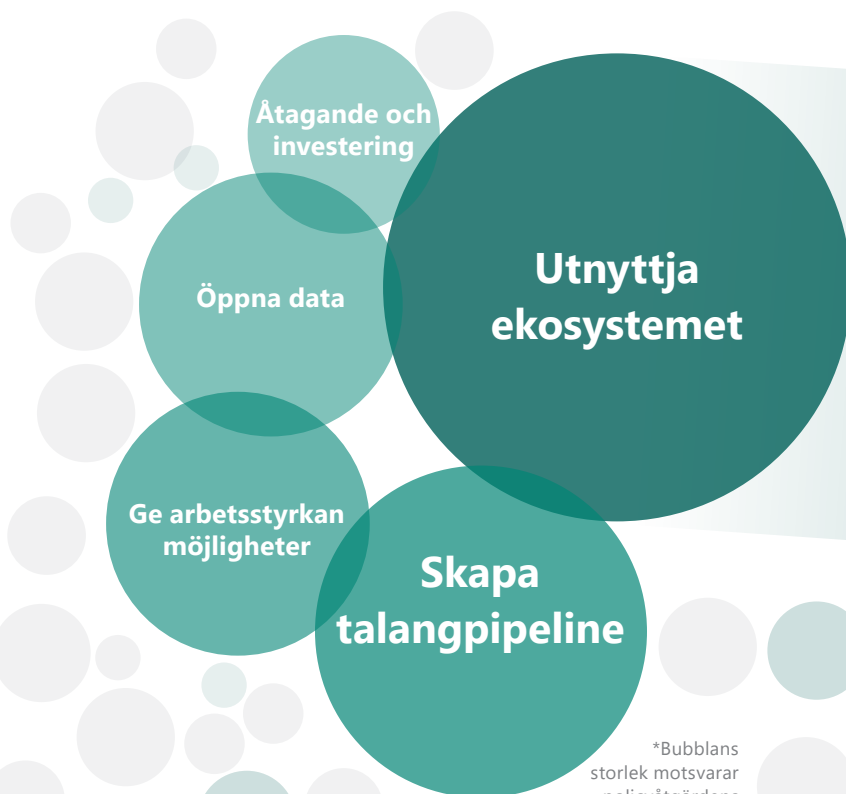 Åtagande och
investering
Öppna data
Utnyttja
ekosystemet
Ge arbetsstyrkan
möjligheter
Skapa
talangpipeline
*Bubblans
storlek motsvarar